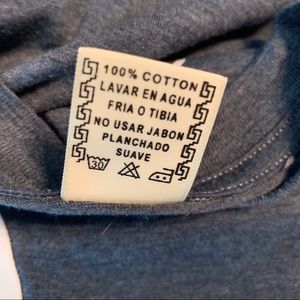 100% COTTON
LAVAR EN AGUA
FRIA O TIBIA
NO USAR JABON
PLANCHADO
SUAVE
30